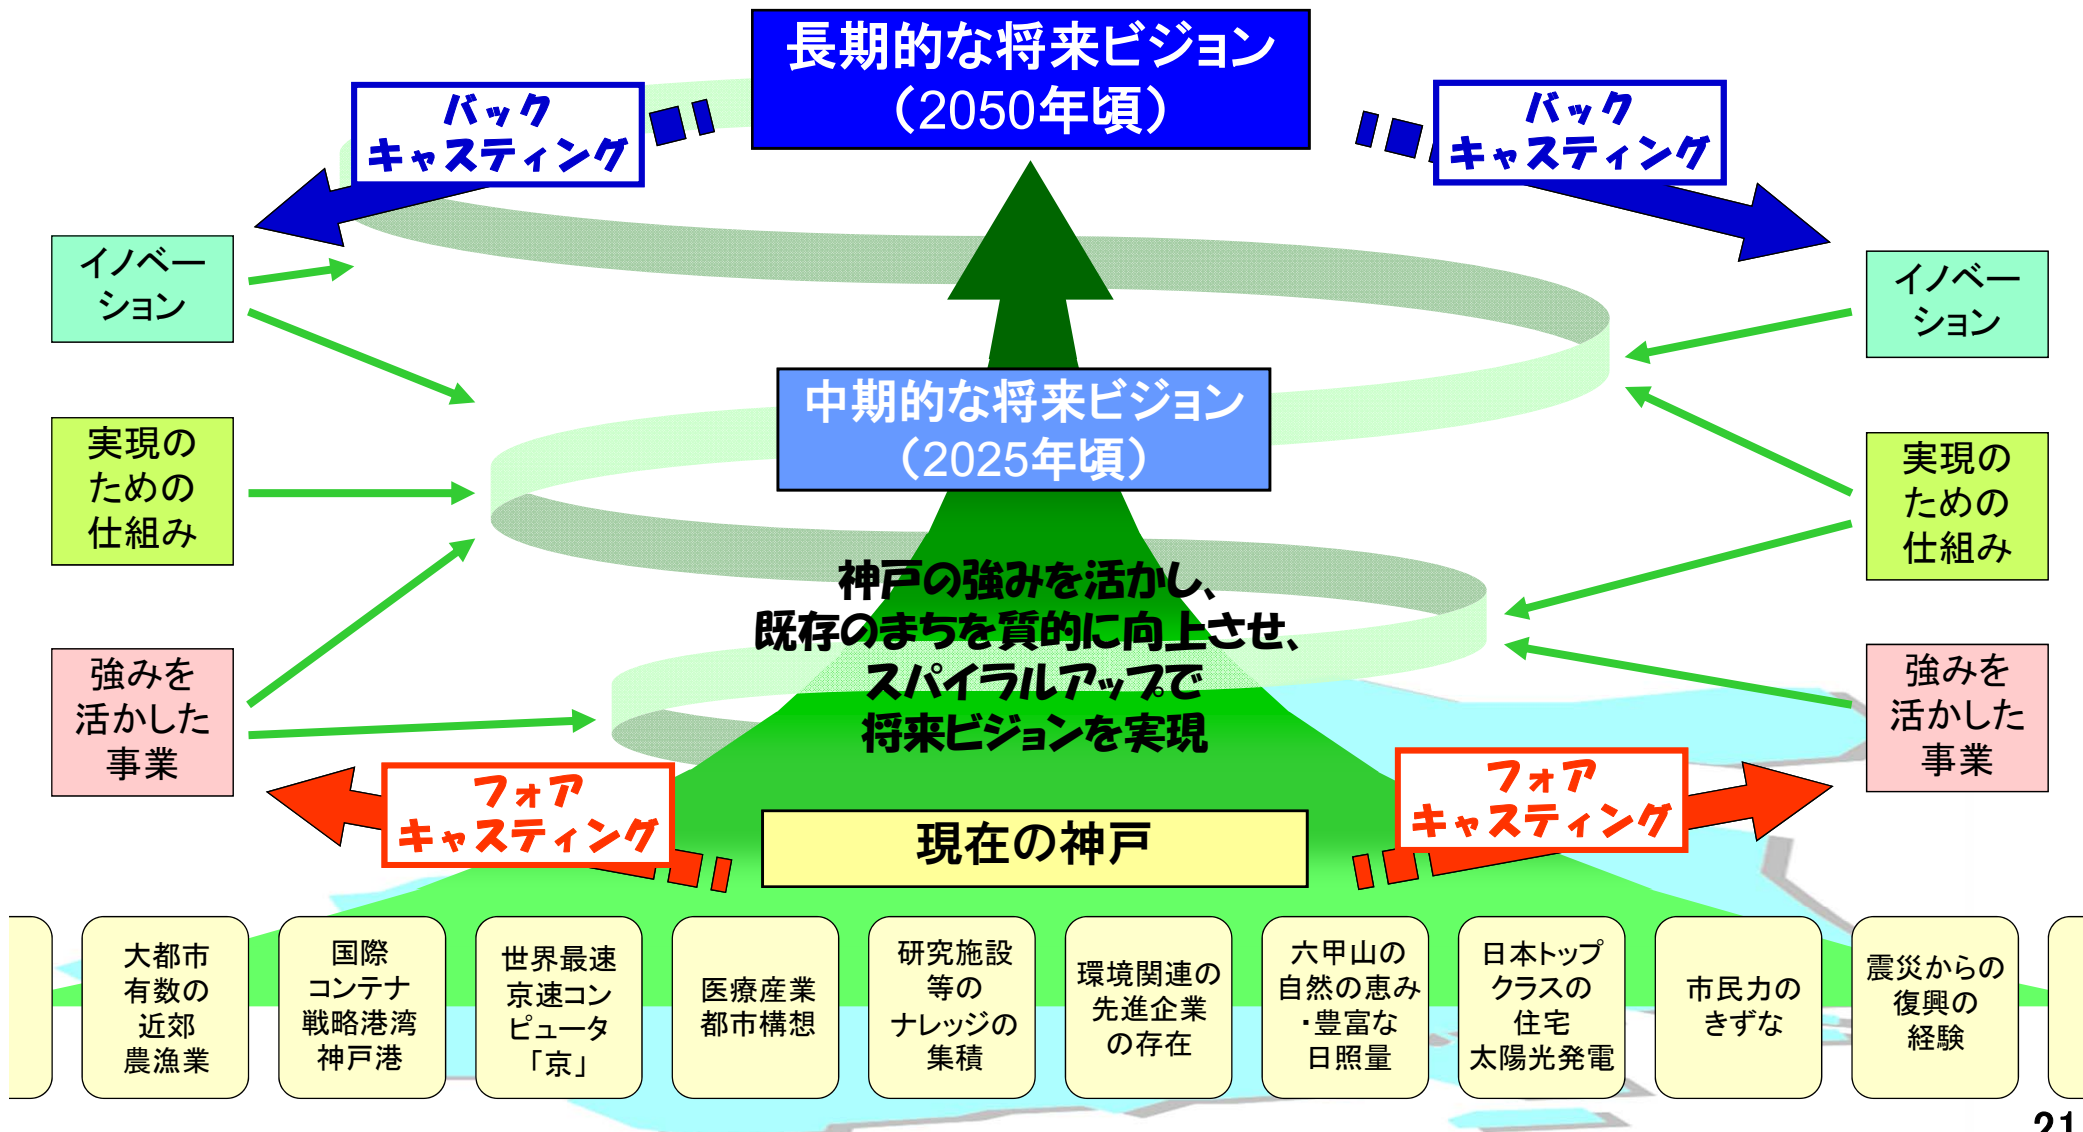 長期的な将来ビジョン
（2050年頃）
バック
キャスティング
バック
キャスティング
イノベー
ション
イノベー
ション
中期的な将来ビジョン
（2025年頃）
実現の
ための
仕組み
実現の
ための
仕組み
神戸の強みを活かし、
既存のまちを質的に向上させ、
スパイラルアップで
将来ビジョンを実現
強みを
活かした
事業
強みを
活かした
事業
フォア
キャスティング
フォア
キャスティング
現在の神戸
大都市
有数の
近郊
農漁業
国際
コンテナ
戦略港湾
神戸港
世界最速
京速コン
ピュータ
「京」
医療産業
都市構想
研究施設
等の
ナレッジの
集積
環境関連の
先進企業
の存在
六甲山の
自然の恵み
・豊富な
日照量
日本トップ
クラスの
住宅
太陽光発電
市民力の
きずな
震災からの
復興の
経験
21